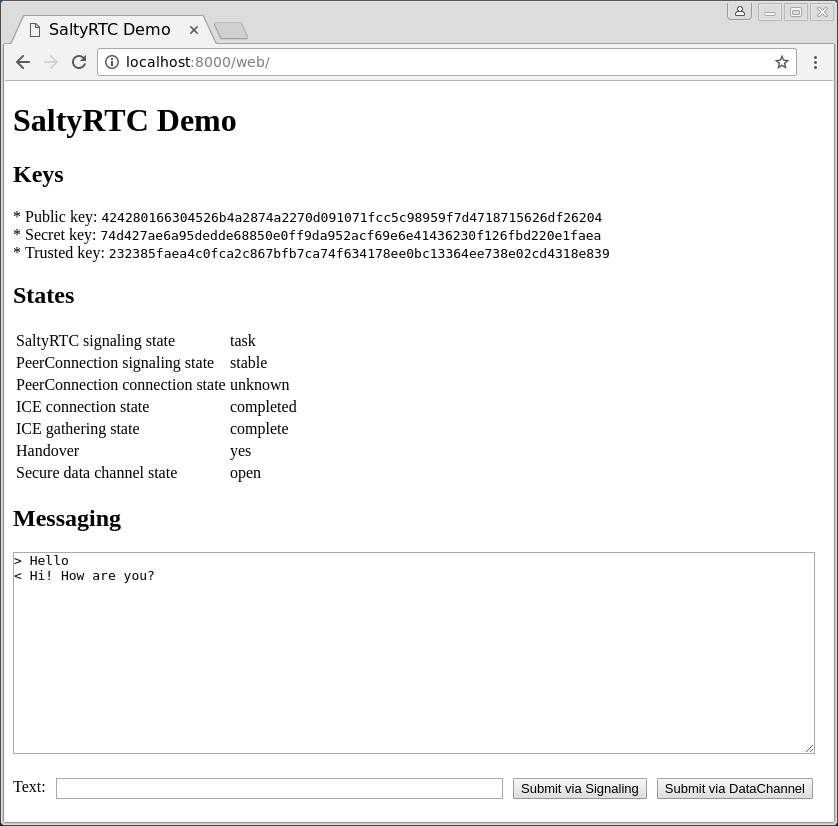 SaltyRTC Demo
localhost:8000/web/
SaltyRTC Demo
Keys
* Public key: 424280166304526b4a2874a2270d091071fcc5c98959f7d4718715626df26204
* Secret key: 74d427ae6a95dedde68850e0ff9da952acf69e6e41436230f126fbd220e1faea
* Trusted key: 232385faea4c0fca2c867bfb7ca74f634178ee0bc13364ee738e02cd4318e839
States
SaltyRTC signaling state task
PeerConnection signaling state stable
PeerConnection connection state unknown
ICE connection state completed
ICE gathering state complete
Handover yes
Secure data channel state open
Messaging
> Hello
< Hi! How are you?
Text: Submit via Signaling Submit via DataChannel